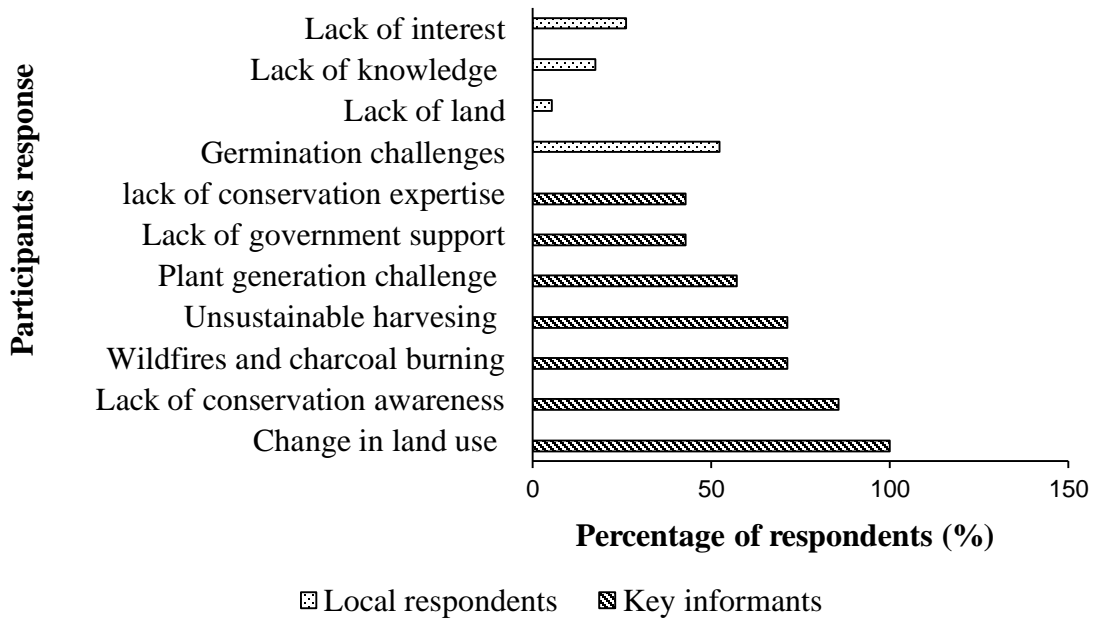 Participants response
Lack of interest
Lack of knowledge
Lack of land
Germination challenges
lack of conservation expertise
Lack of government support
Plant generation challenge
Unsustainable harvesing
Wildfires and charcoal burning
Lack of conservation awareness
Change in land use
0 50 100 150
Percentage of respondents (%)
Local respondents Key informants